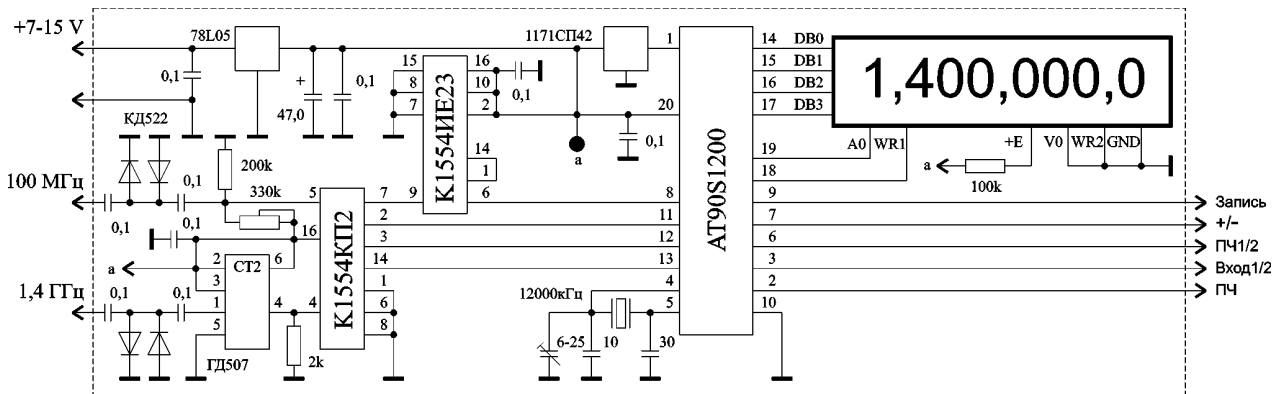 +7-15 V
78L05
1171СП42
0,1
+
47,0
0,1
15
8
7
16
10
2
14
1
9
6
К1554ИЕ23
0,1
a
0,1
1
20
19
18
14 DB0
15 DB1
16 DB2
17 DB3
1,400,000,0
A0 WR1
+E
V0 WR2 GND
a
100k
КД522
200k
330k
100 МГц
0,1
0,1
0,1
a
16
5
7
2
3
14
1
6
8
4
К1554КП2
8
11
12
13
4
5
AT90S1200
9
7
6
3
2
10
Запись
+/−
ПЧ1/2
Вход1/2
ПЧ
1,4 ГГц
0,1
0,1
2
3
1
5
6
4
СТ2
ГД507
2k
12000кГц
6-25
10
30